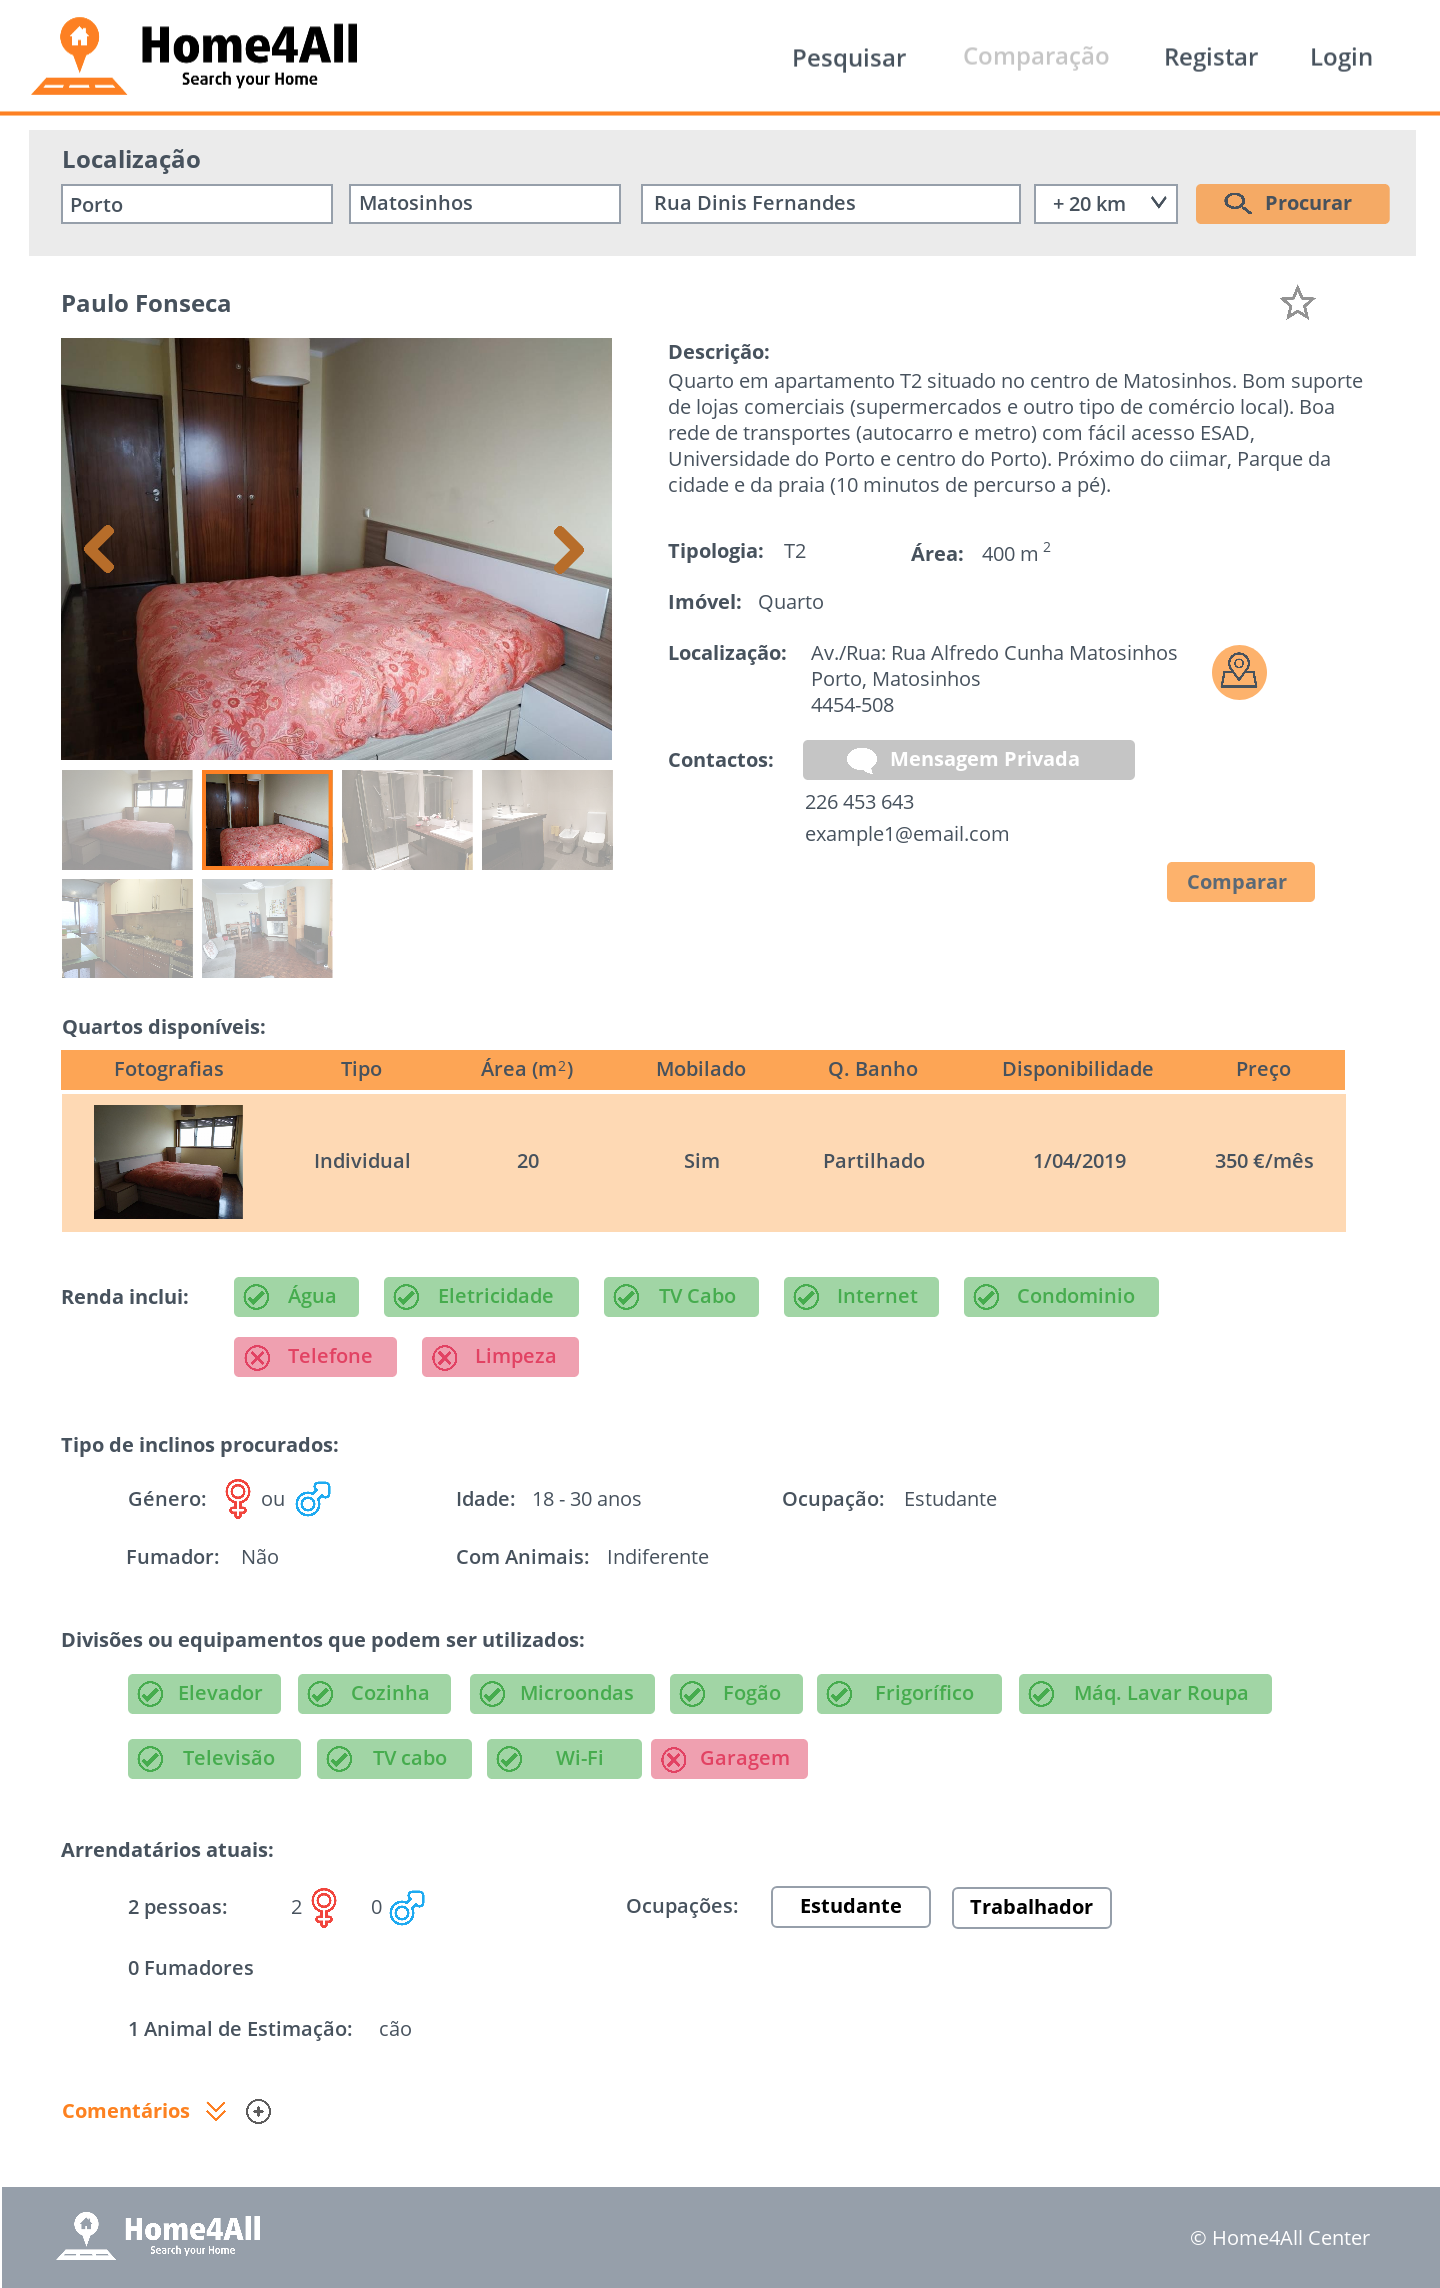 Home4All
Search your Home
Pesquisar Comparação Registar Login
Localização
Porto Matosinhos Rua Dinis Fernandes + 20 km Procurar
Paulo Fonseca
Descrição:
Quarto em apartamento T2 situado no centro de Matosinhos. Bom suporte
de lojas comerciais (supermercados e outro tipo de comércio local). Boa
rede de transportes (autocarro e metro) com fácil acesso ESAD,
Universidade do Porto e centro do Porto). Próximo do ciimar, Parque da
cidade e da praia (10 minutos de percurso a pé).
Tipologia: T2 Área: 400 m 2
Imóvel: Quarto
Localização: Av./Rua: Rua Alfredo Cunha Matosinhos
Porto, Matosinhos
4454-508
Contactos: Mensagem Privada
226 453 643
example1@email.com
Comparar
Quartos disponíveis:
Fotografias Tipo Área (m2) Mobilado Q. Banho Disponibilidade Preço
Individual 20 Sim Partilhado 1/04/2019 350 €/mês
Renda inclui: Água Eletricidade TV Cabo Internet Condominio
Telefone Limpeza
Tipo de inclinos procurados:
Género: ou Idade: 18 - 30 anos Ocupação: Estudante
Fumador: Não Com Animais: Indiferente
Divisões ou equipamentos que podem ser utilizados:
Elevador Cozinha Microondas Fogão Frigorífico Máq. Lavar Roupa
Televisão TV cabo Wi-Fi Garagem
Arrendatários atuais:
2 pessoas: 2 0 Ocupações: Estudante Trabalhador
0 Fumadores
1 Animal de Estimação: cão
Comentários
Home4All
Search your Home
© Home4All Center